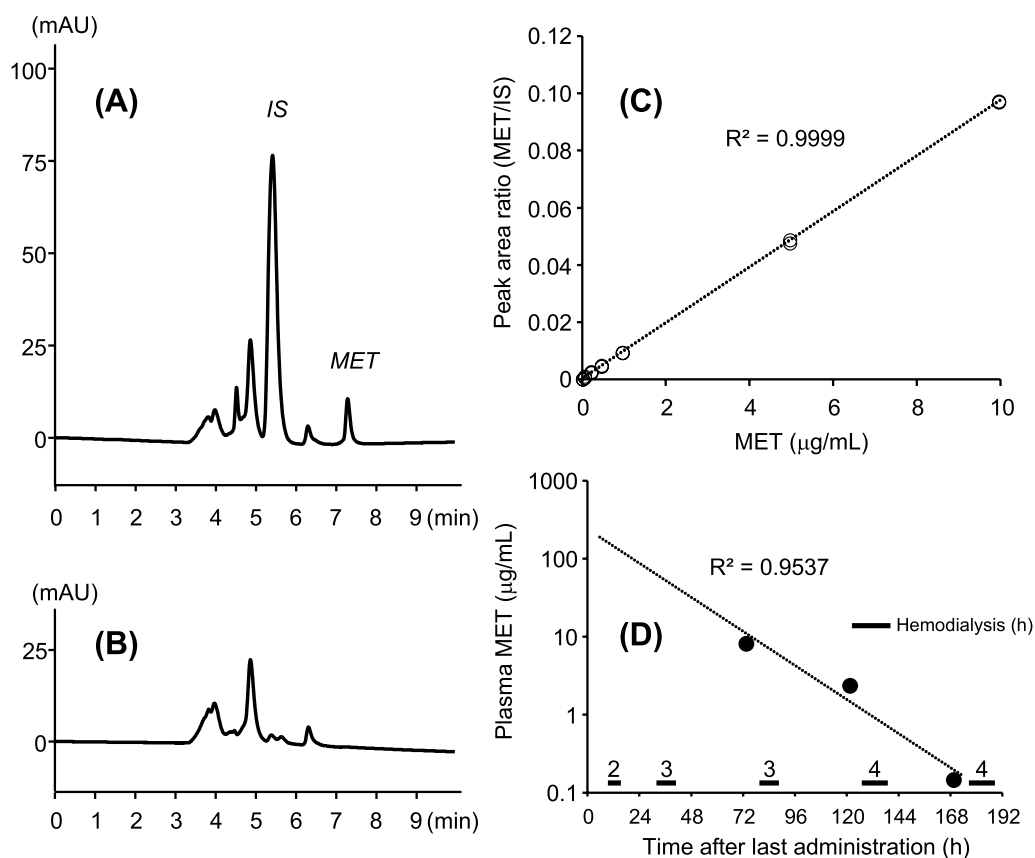 (mAU)
100
75
50
25
0
(A)
IS
MET
0 1 2 3 4 5 6 7 8 9 (min)
(mAU)
25
0
(B)
0 1 2 3 4 5 6 7 8 9 (min)
0.12
0.10
0.08
0.06
0.04
0.02
0
Peak area ratio (MET/IS)
(C)
R² = 0.9999
0 2 4 6 8 10
MET (μg/mL)
1000
100
10
1
0.1
Plasma MET (μg/mL)
R² = 0.9537
(D)
Hemodialysis (h)
2 3 3 4 4
0 24 48 72 96 120 144 168 192
Time after last administration (h)